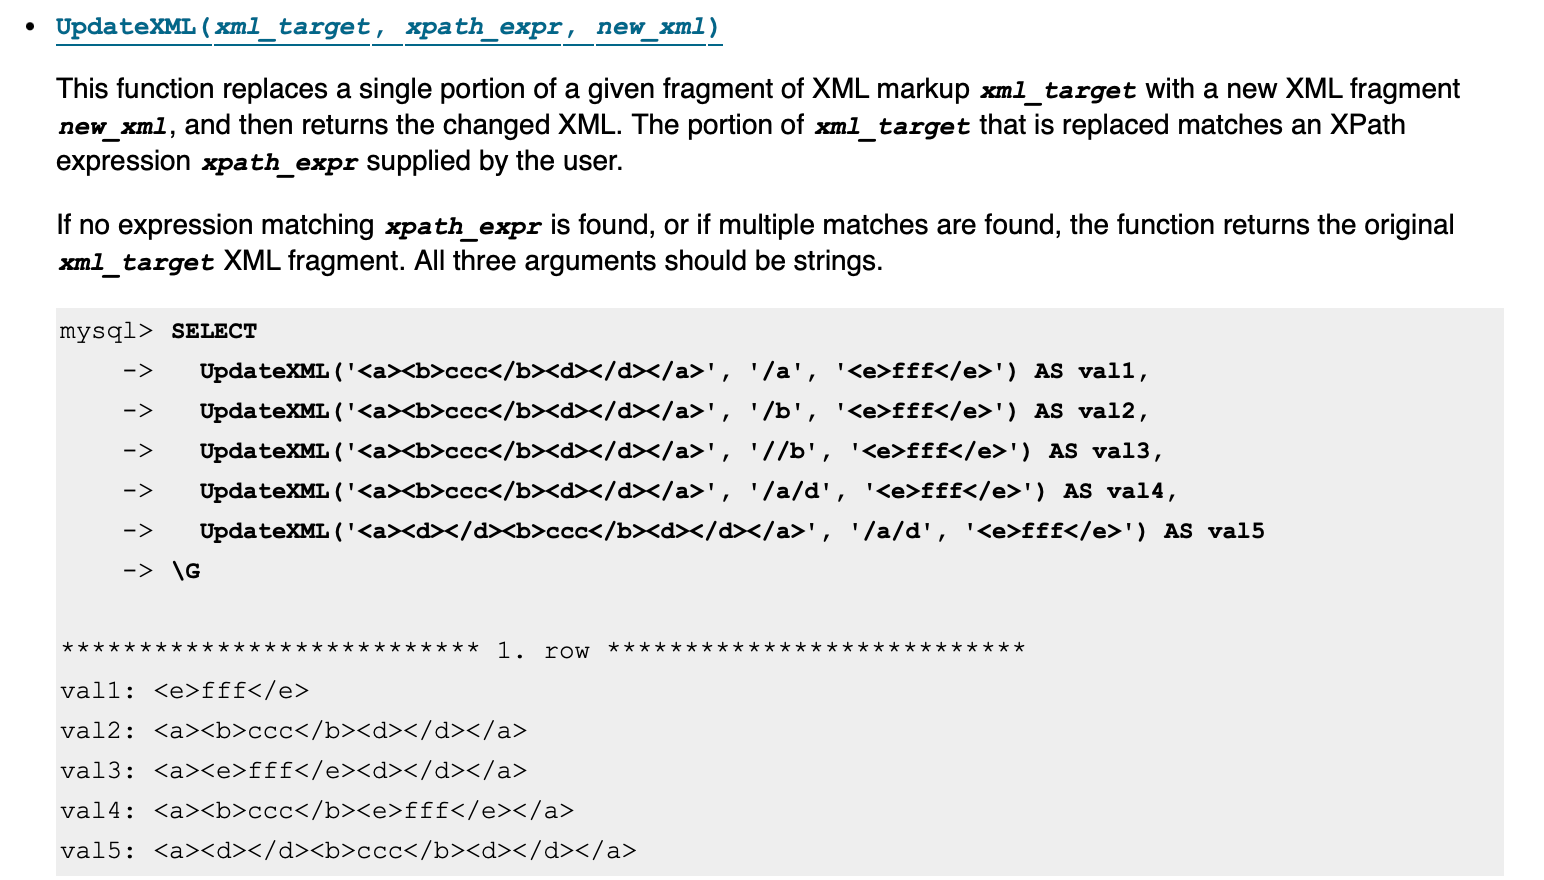 • UpdateXML(xml_target, xpath_expr, new_xml)
This function replaces a single portion of a given fragment of XML markup xml_target with a new XML fragment
new_xml, and then returns the changed XML. The portion of xml_target that is replaced matches an XPath
expression xpath_expr supplied by the user.
If no expression matching xpath_expr is found, or if multiple matches are found, the function returns the original
xml_target XML fragment. All three arguments should be strings.
mysql> SELECT
    ->   UpdateXML('<a><b>ccc</b><d></d></a>', '/a', '<e>fff</e>') AS val1,
    ->   UpdateXML('<a><b>ccc</b><d></d></a>', '/b', '<e>fff</e>') AS val2,
    ->   UpdateXML('<a><b>ccc</b><d></d></a>', '//b', '<e>fff</e>') AS val3,
    ->   UpdateXML('<a><b>ccc</b><d></d></a>', '/a/d', '<e>fff</e>') AS val4,
    ->   UpdateXML('<a><d></d><b>ccc</b><d></d></a>', '/a/d', '<e>fff</e>') AS val5
    -> \G
*************************** 1. row ***************************
val1: <e>fff</e>
val2: <a><b>ccc</b><d></d></a>
val3: <a><e>fff</e><d></d></a>
val4: <a><b>ccc</b><e>fff</e></a>
val5: <a><d></d><b>ccc</b><d></d></a>